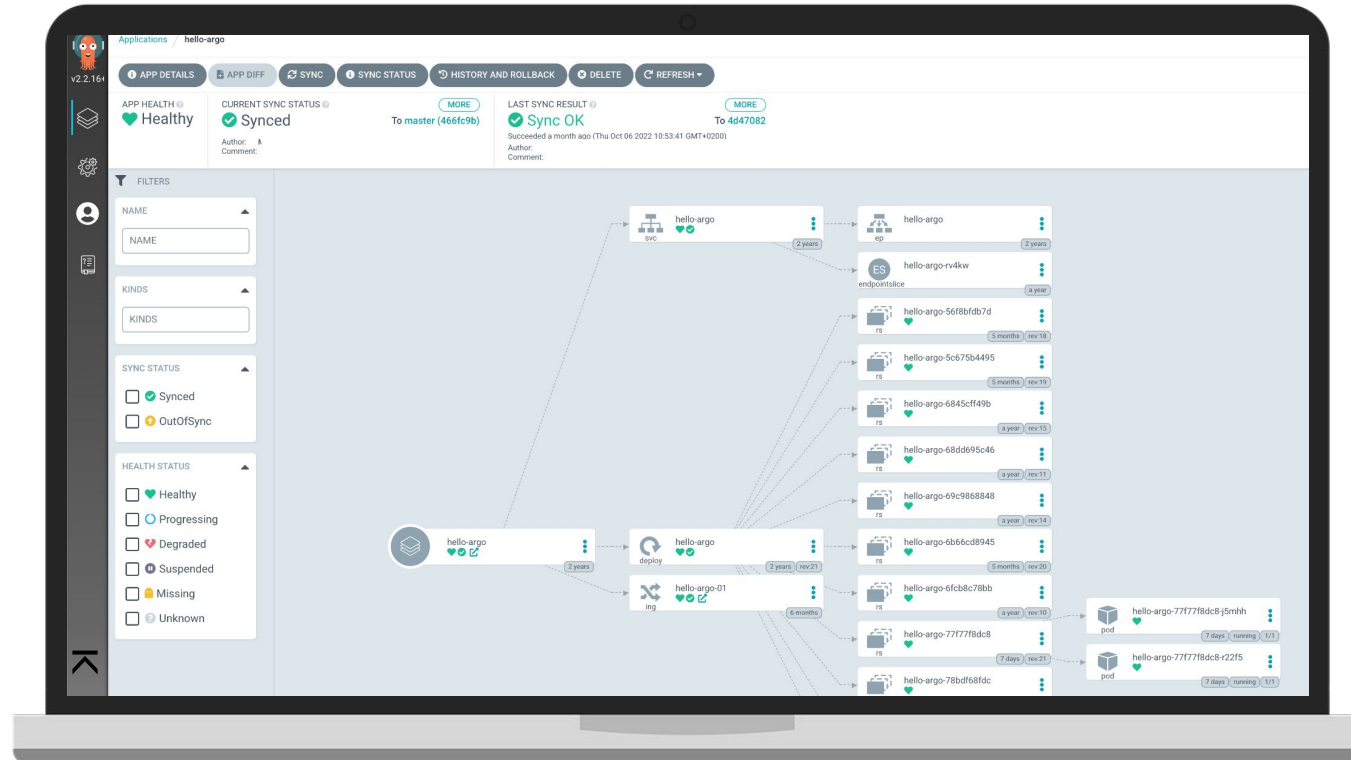 Applications / hello-argo
v2.2.16+
APP DETAILS
APP DIFF
SYNC
SYNC STATUS
HISTORY AND ROLLBACK
DELETE
REFRESH
APP HEALTH
Healthy
CURRENT SYNC STATUS
MORE
Synced
To master (466fc9b)
Author:
Comment:
LAST SYNC RESULT
MORE
Sync OK
To 4d47082
Succeeded a month ago (Thu Oct 06 2022 10:53:41 GMT+0200)
Author:
Comment:
FILTERS
NAME
NAME
KINDS
KINDS
SYNC STATUS
Synced
OutOfSync
HEALTH STATUS
Healthy
Progressing
Degraded
Suspended
Missing
Unknown
hello-argo
2 years
hello-argo
svc
2 years
hello-argo
deploy
2 years rev:21
hello-argo-01
ing
6 months
hello-argo
ep
2 years
ES
hello-argo-rv4kw
endpointslice
a year
hello-argo-56f8bfdb7d
rs
5 months rev:18
hello-argo-5c675b4495
rs
5 months rev:19
hello-argo-6845cff49b
rs
a year rev:15
hello-argo-68dd695c46
rs
a year rev:11
hello-argo-69c9868848
rs
a year rev:14
hello-argo-6b66cd8945
rs
5 months rev:20
hello-argo-6fcb8c78bb
rs
a year rev:10
hello-argo-77f77f8dc8
rs
7 days rev:21
hello-argo-78bdf68fdc
hello-argo-77f77f8dc8-j5mhh
pod
7 days running 1/1
hello-argo-77f77f8dc8-r22f5
pod
7 days running 1/1